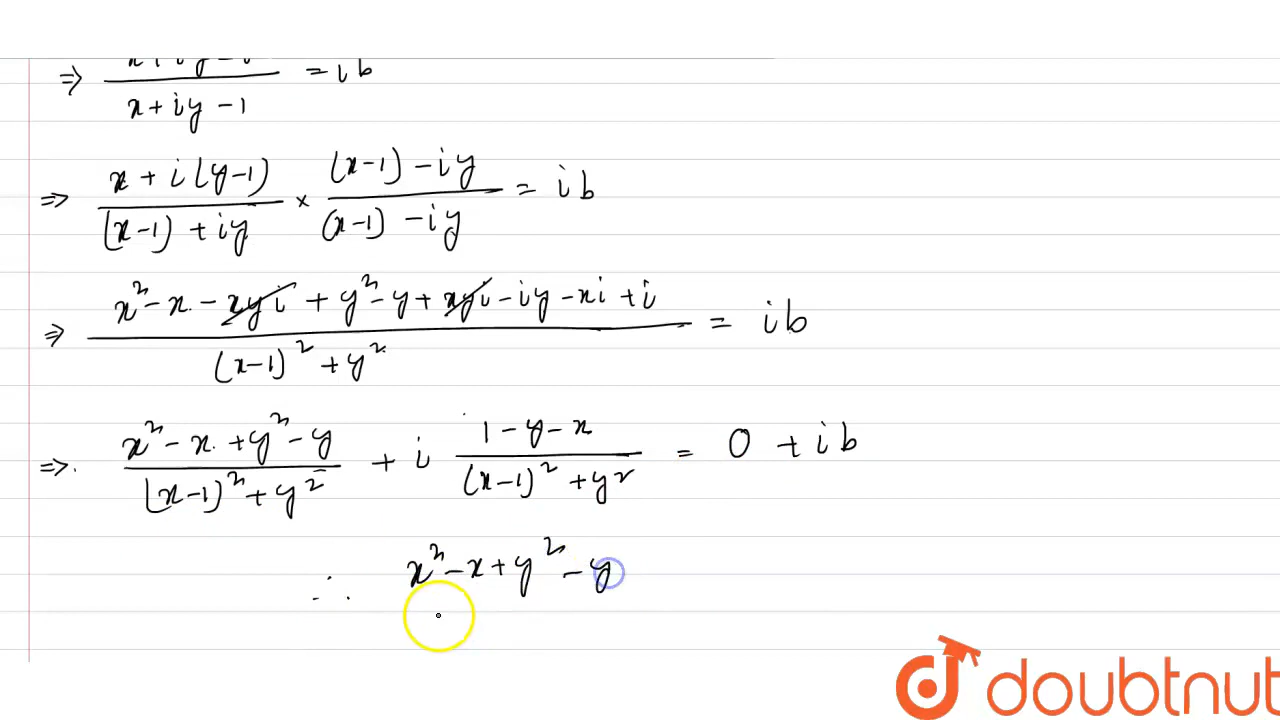 ⇒ (x + iy - i)/(x + iy - 1) = ib
⇒ (x + i(y-1))/((x-1) + iy) × ((x-1) - iy)/((x-1) - iy) = ib
⇒ (x² - x - xyi + y² - y + xyi - iy - xi + i)/((x-1)² + y²) = ib
⇒ (x² - x + y² - y)/((x-1)² + y²) + i (1 - y - x)/((x-1)² + y²) = 0 + ib
∴ x² - x + y² - y
doubtnut